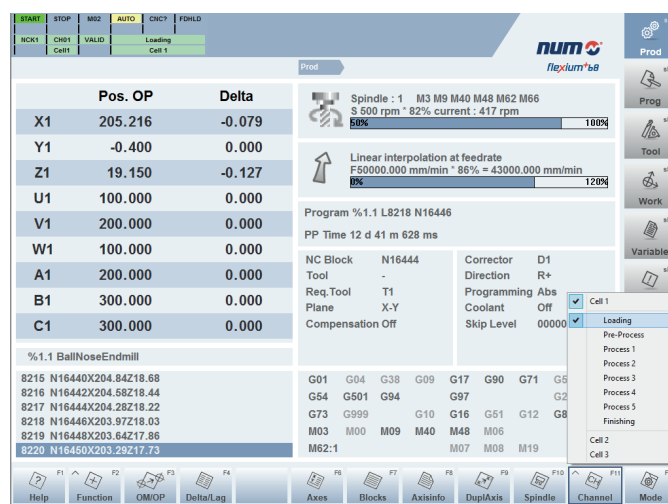 START STOP M02 AUTO CNC? FDHLD
NCK1 CH01 VALID Loading
Cell1 Cell 1
num
flexium+68
Prod
Prod
Prog
Tool
Work
Variable
Pos. OP Delta
X1 205.216 -0.079
Y1 -0.400 0.000
Z1 19.150 -0.127
U1 100.000 0.000
V1 200.000 0.000
W1 100.000 0.000
A1 200.000 0.000
B1 300.000 0.000
C1 300.000 0.000
%1.1 BallNoseEndmill
8215 N16440X204.84Z18.68
8216 N16442X204.58Z18.44
8217 N16444X204.28Z18.22
8218 N16446X203.97Z18.03
8219 N16448X203.64Z17.86
8220 N16450X203.29Z17.73
Spindle : 1 M3 M9 M40 M48 M62 M66
S 500 rpm * 82% current : 417 rpm
50% 100%
Linear interpolation at feedrate
F50000.000 mm/min * 86% = 43000.000 mm/min
0% 120%
Program %1.1 L8218 N16446
PP Time 12 d 41 m 628 ms
NC Block N16444 Corrector D1
Tool - Direction R+
Req.Tool T1 Programming Abs
Plane X-Y Coolant Off
Compensation Off Skip Level 00000
G01 G04 G38 G09 G17 G90 G71
G54 G501 G94 G97
G73 G999 G10 G16 G51 G12
M03 M00 M09 M40 M48 M06
M62:1 M07 M08 M19
Cell 1
Loading
Pre-Process
Process 1
Process 2
Process 3
Process 4
Process 5
Finishing
Cell 2
Cell 3
F1 F2 F3 F4 F6 F7 F8 F9 F10 F11
Help Function OM/OP Delta/Lag Axes Blocks Axisinfo DuplAxis Spindle Channel Mode